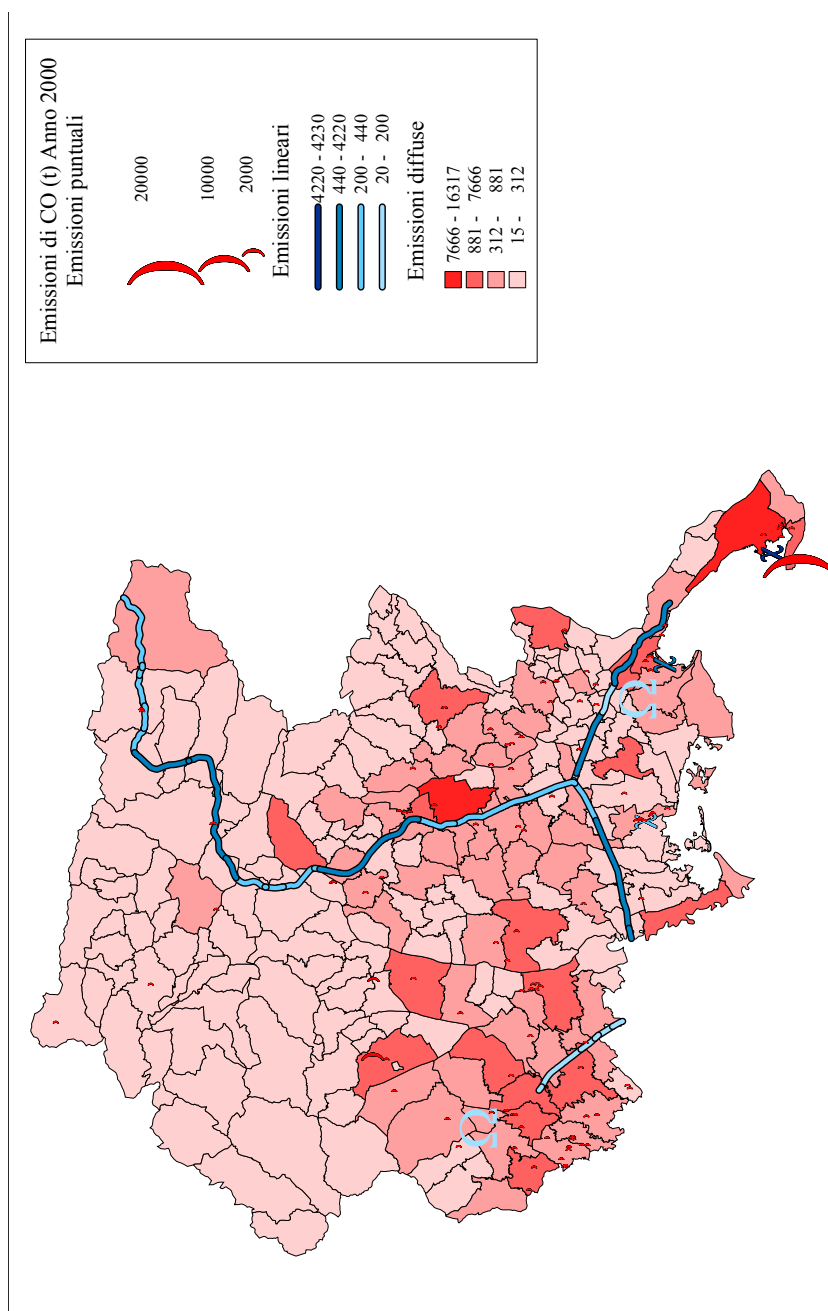 Emissioni di CO (t) Anno 2000
Emissioni puntuali
20000
10000
2000
Emissioni lineari
4220 - 4230
440 - 4220
200 - 440
20 - 200
Emissioni diffuse
7666 - 16317
881 - 7666
312 - 881
15 - 312
Ω
Ω